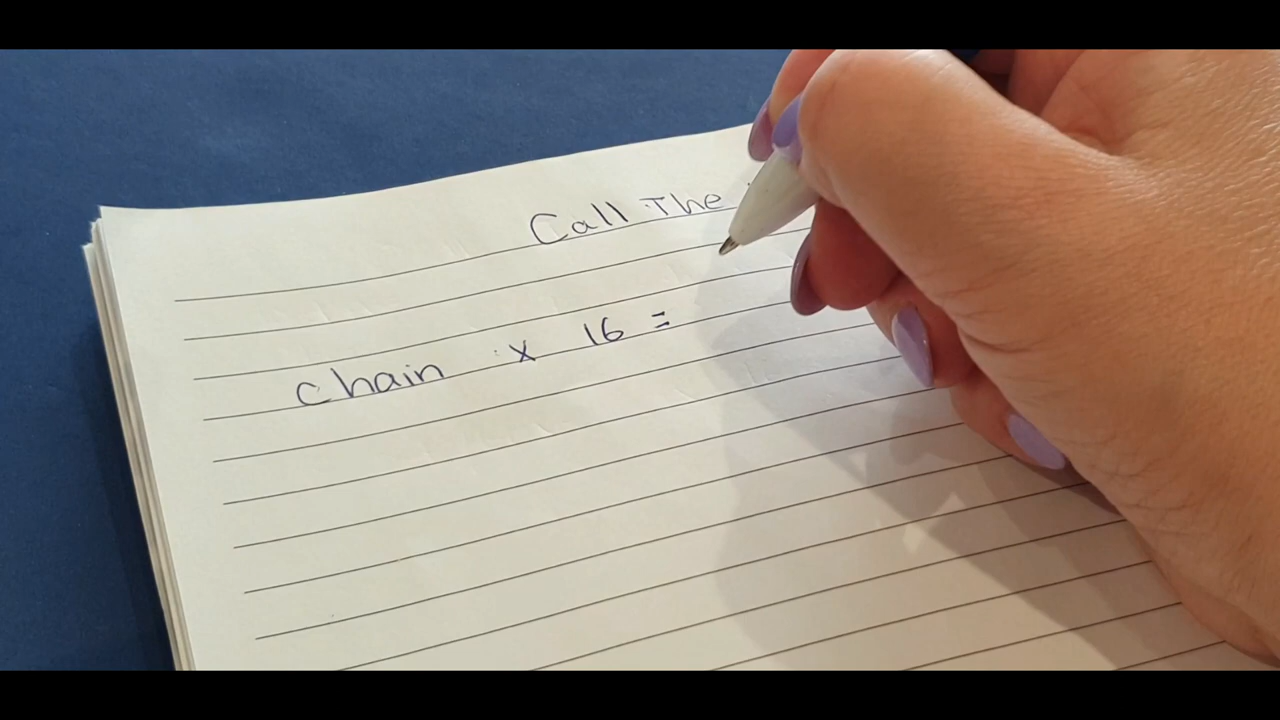 Call The
chain x 16 =